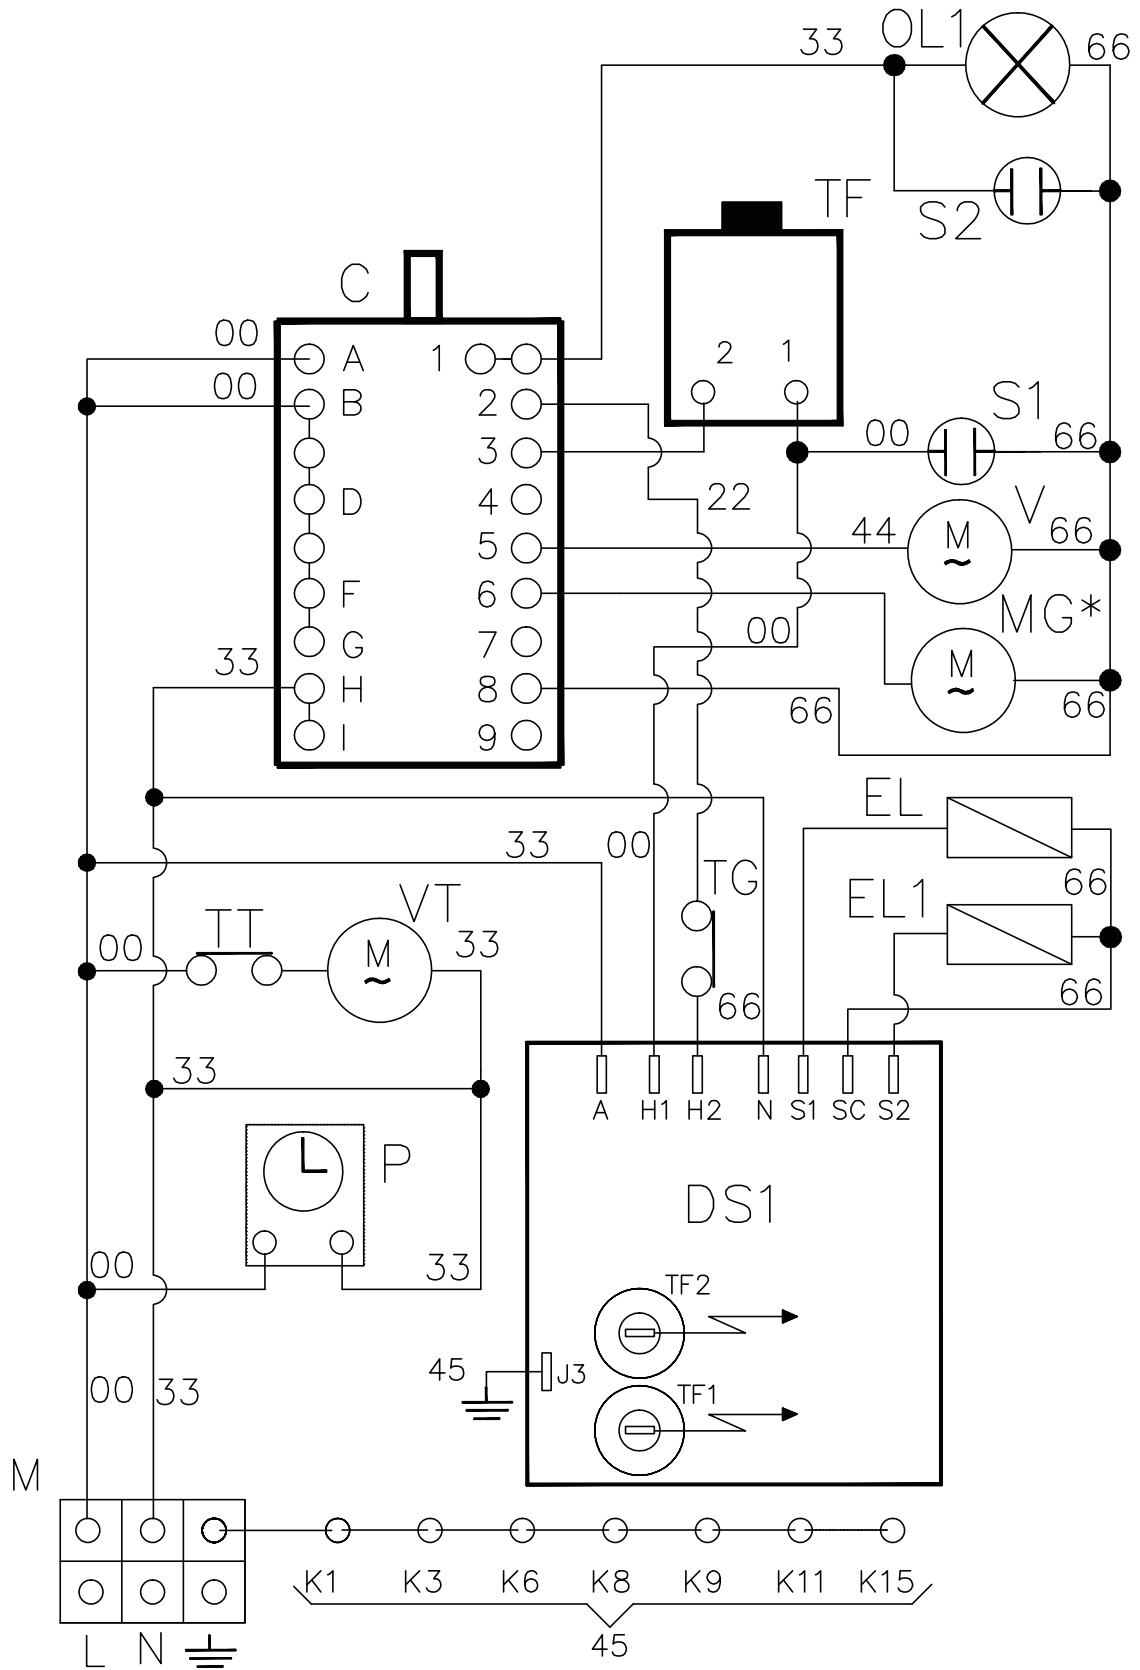 33 OL1 66
TF
S2
C
2 1
00 A 1
00 B 2
S1
00 66
3
22
D 4
V
44 M 66
~
5
F 6
MG*
00
G 7
33 H 8
M
~
66 66
I 9
EL
33 00
66
TG
EL1
VT
TT
00 M 33
~
66 66
33
A H1 H2 N S1 SC S2
P
DS1
00 33
TF2
45 J3
TF1
00 33
M
K1 K3 K6 K8 K9 K11 K15
L N 45